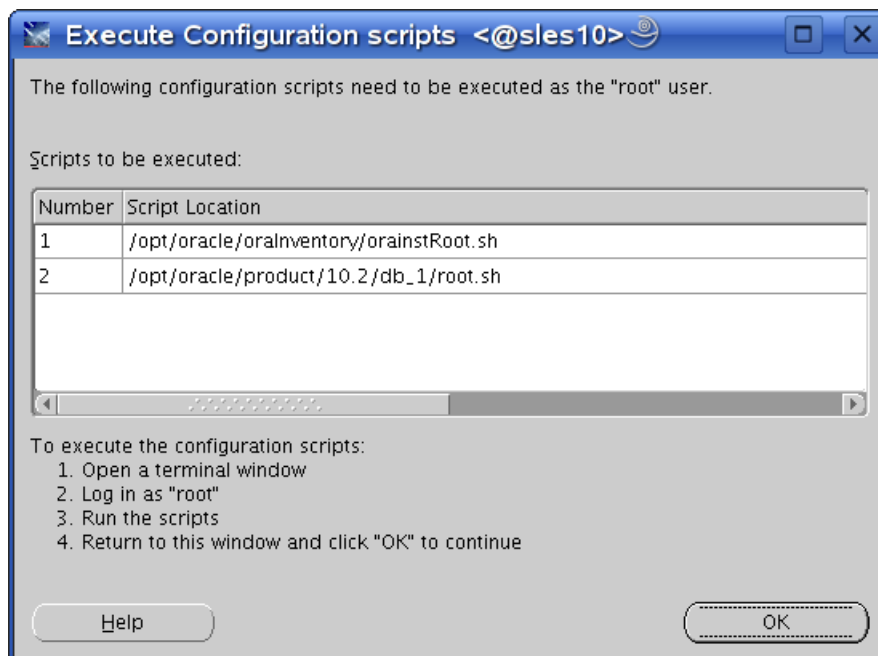 Execute Configuration scripts <@sles10>
The following configuration scripts need to be executed as the "root" user.
Scripts to be executed:
Number Script Location
1 /opt/oracle/oraInventory/orainstRoot.sh
2 /opt/oracle/product/10.2/db_1/root.sh
To execute the configuration scripts:
1. Open a terminal window
2. Log in as "root"
3. Run the scripts
4. Return to this window and click "OK" to continue
Help OK